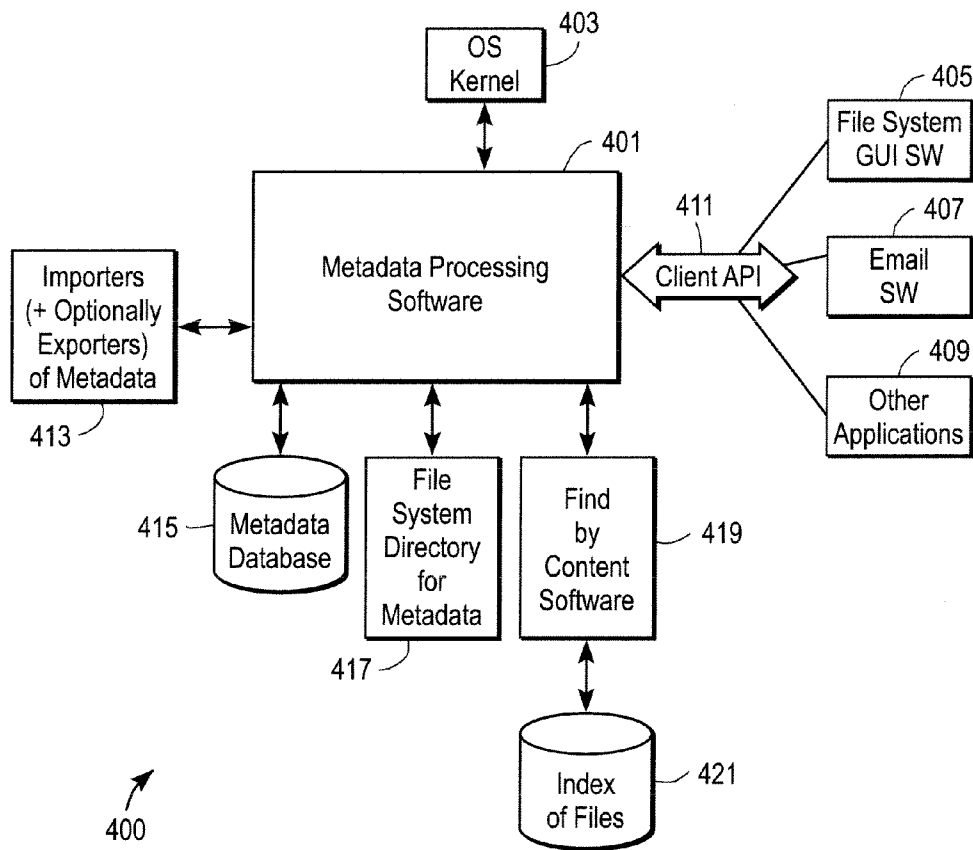 403
OS
Kernel
405
File System
GUI SW
401
411
407
Importers
(+ Optionally
Exporters)
of Metadata
Metadata Processing
Software
Client API
Email
SW
409
Other
Applications
413
415
Metadata
Database
File
System
Directory
for
Metadata
417
Find
by
Content
Software
419
Index
of Files
421
400